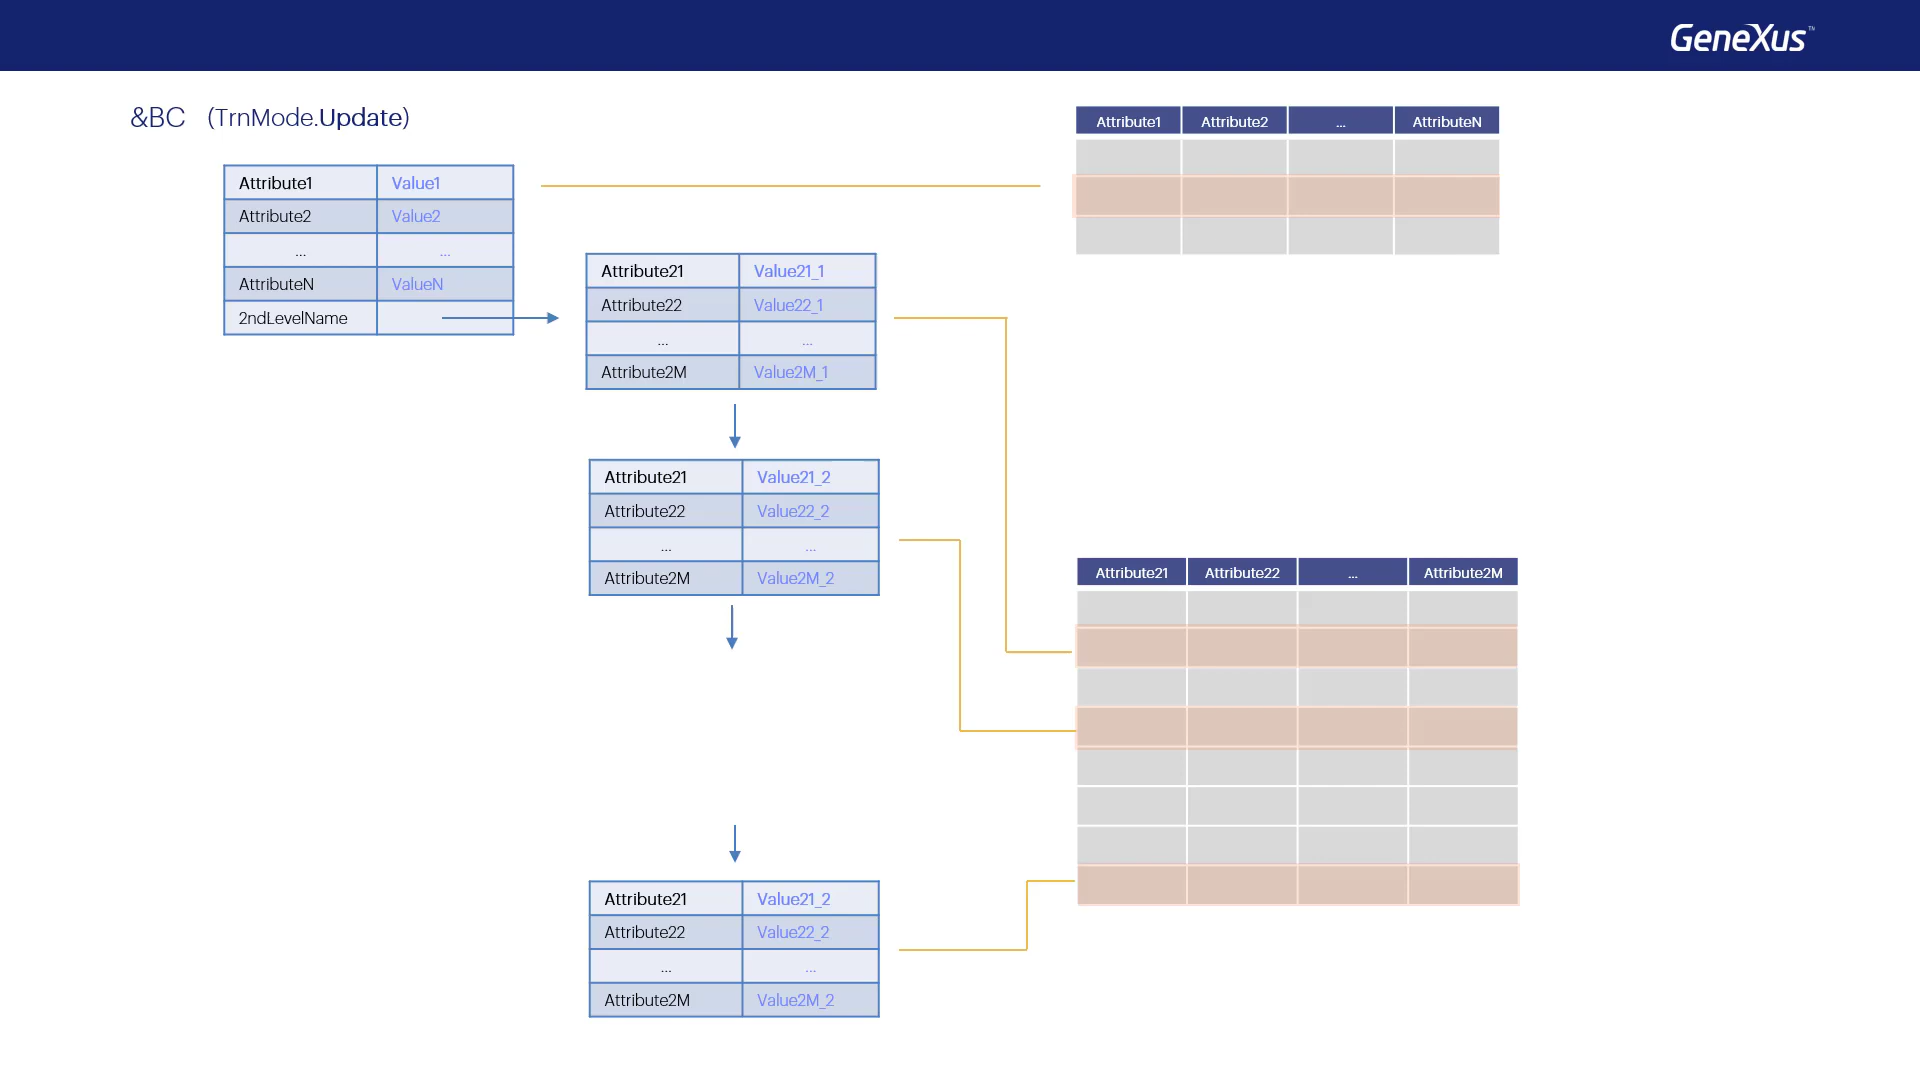 GeneXus™
&BC (TrnMode.Update)
Attribute1 Value1
Attribute2 Value2
... ...
AttributeN ValueN
2ndLevelName
Attribute21 Value21_1
Attribute22 Value22_1
... ...
Attribute2M Value2M_1
Attribute21 Value21_2
Attribute22 Value22_2
... ...
Attribute2M Value2M_2
Attribute21 Value21_2
Attribute22 Value22_2
... ...
Attribute2M Value2M_2
Attribute1 Attribute2 ... AttributeN
Attribute21 Attribute22 ... Attribute2M